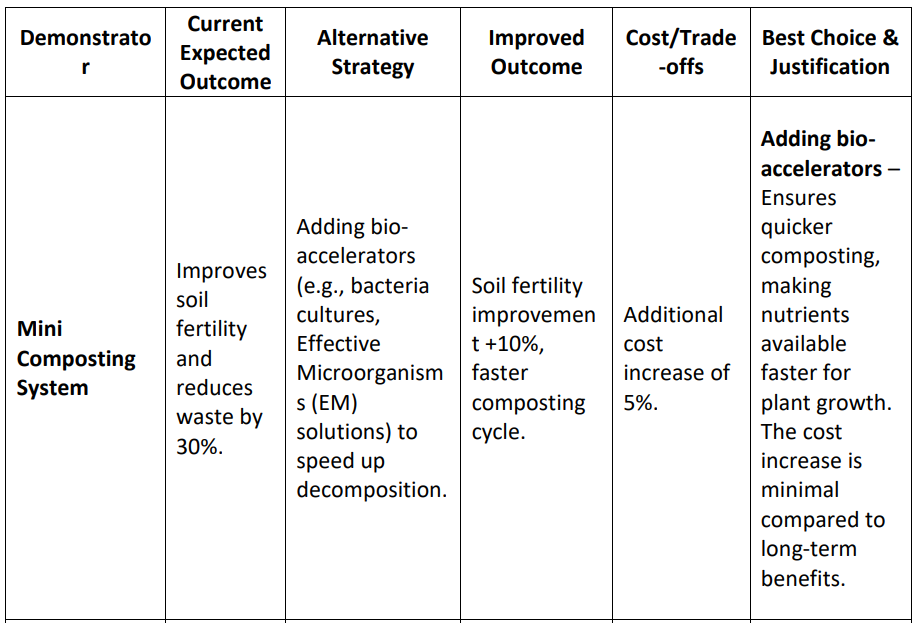 Demonstrato
r
Current
Expected
Outcome
Alternative
Strategy
Improved
Outcome
Cost/Trade
-offs
Best Choice &
Justification
Mini
Composting
System
Improves
soil
fertility
and
reduces
waste by
30%.
Adding bio-
accelerators
(e.g., bacteria
cultures,
Effective
Microorganism
s (EM)
solutions) to
speed up
decomposition.
Soil fertility
improvemen
t +10%,
faster
composting
cycle.
Additional
cost
increase of
5%.
Adding bio-
accelerators –
Ensures
quicker
composting,
making
nutrients
available
faster for
plant growth.
The cost
increase is
minimal
compared to
long-term
benefits.